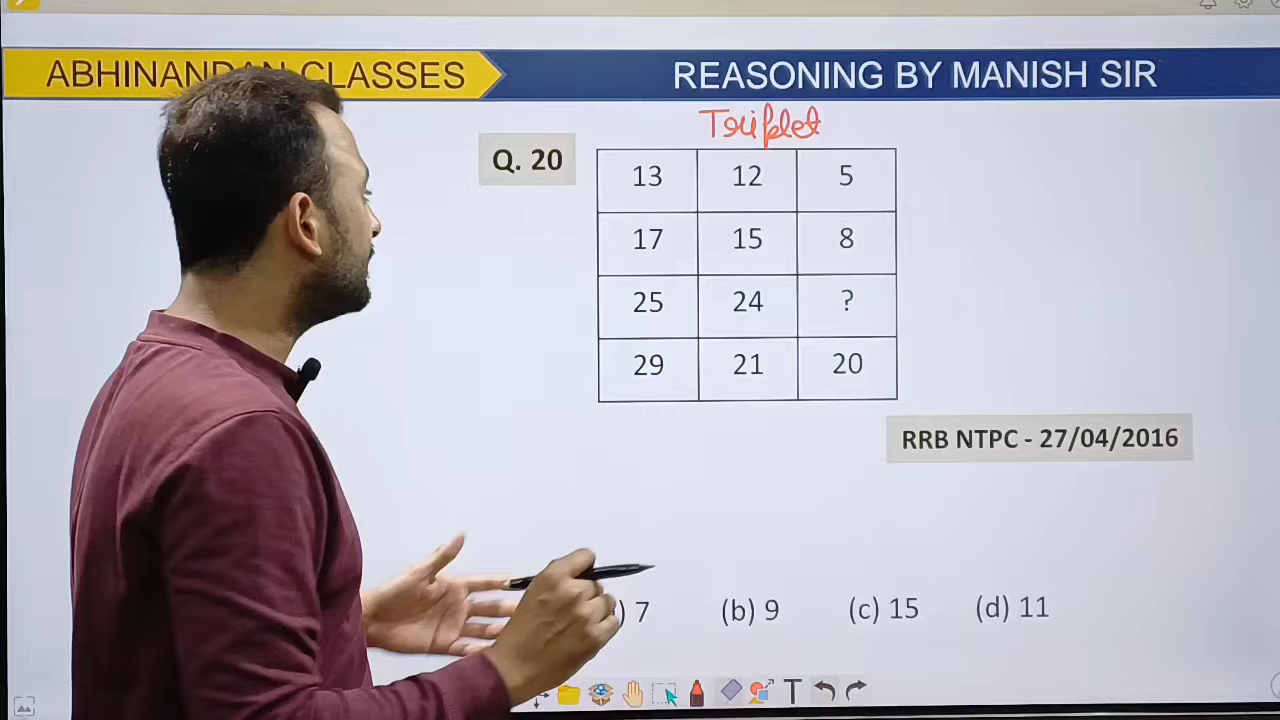 ABHINANDAN CLASSES
REASONING BY MANISH SIR
Triplet
Q. 20
13 12 5
17 15 8
25 24 ?
29 21 20
RRB NTPC - 27/04/2016
) 7 (b) 9 (c) 15 (d) 11
T